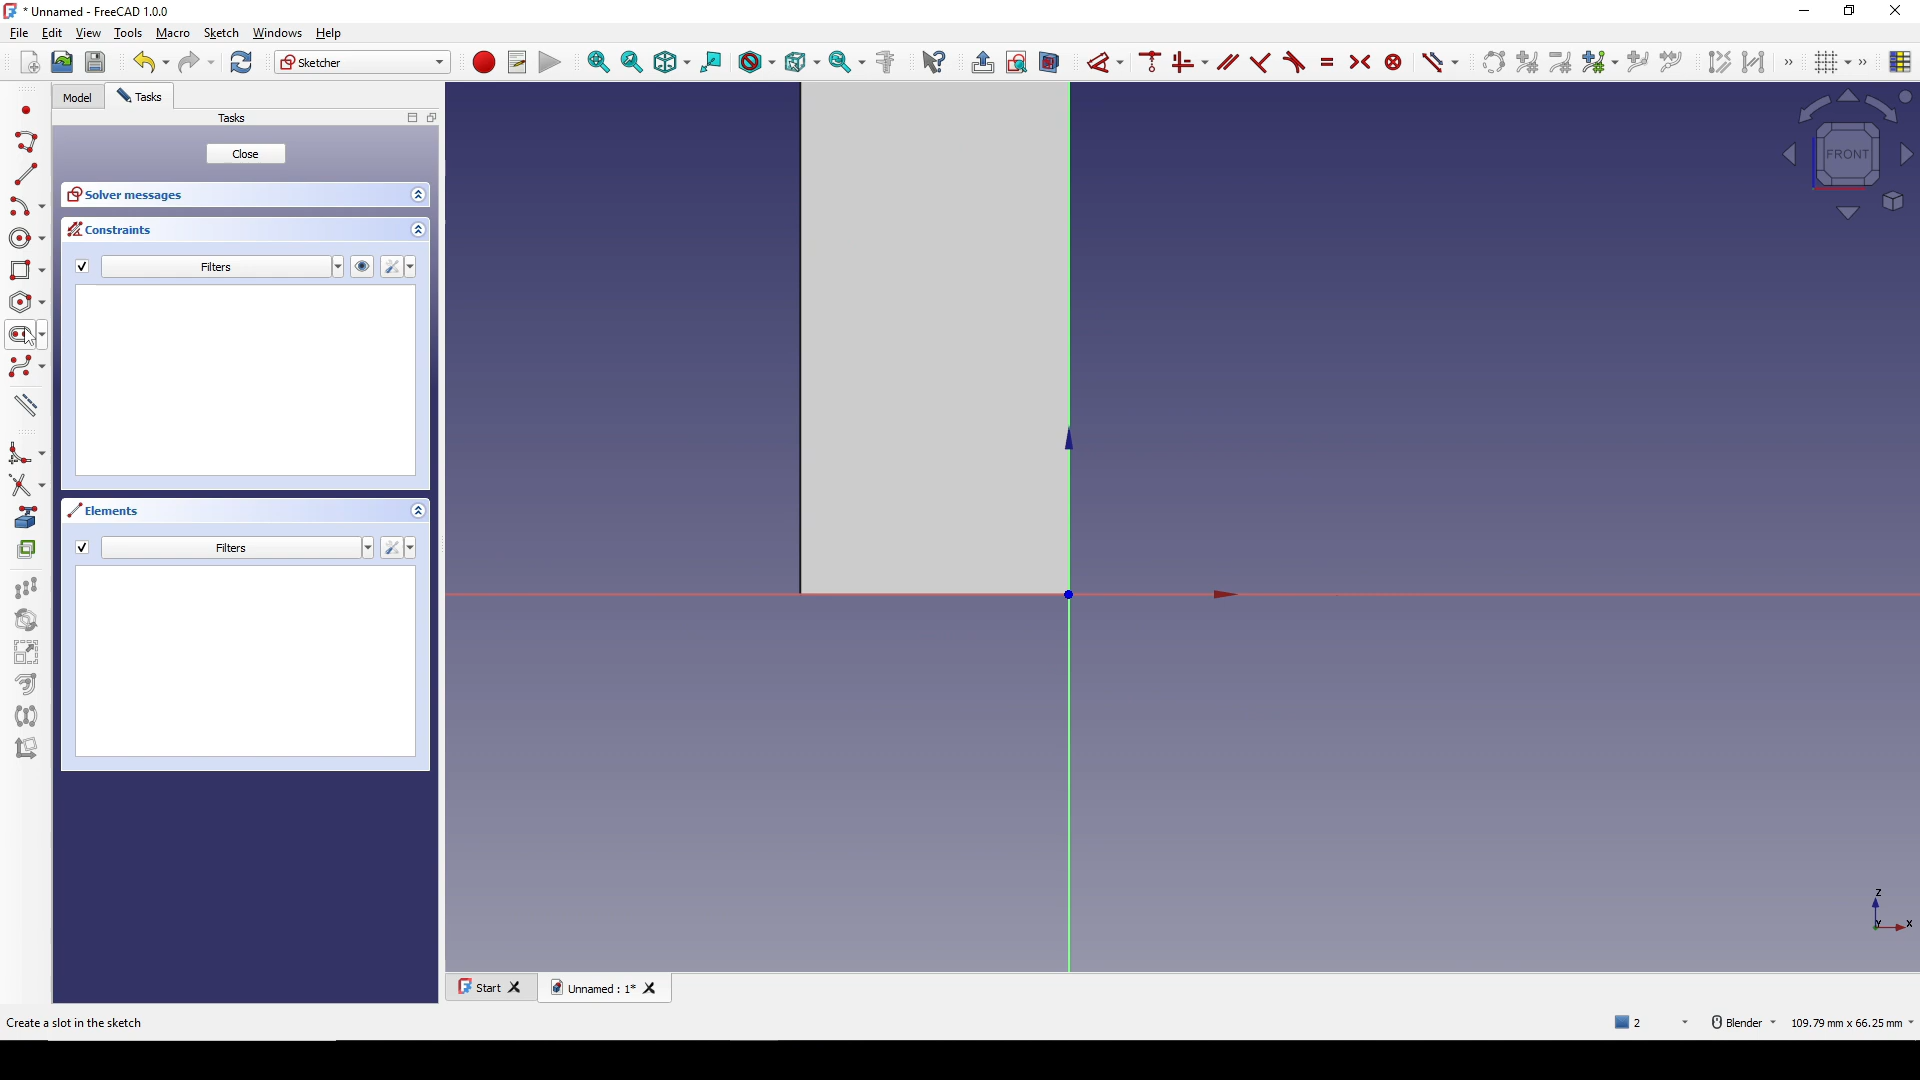 * Unnamed - FreeCAD 1.0.0
File Edit View Tools Macro Sketch Windows Help
Sketcher
Model Tasks
Tasks
Close
Solver messages
Constraints
Filters
Elements
Filters
FRONT
Z
Y X
Start Unnamed : 1*
Create a slot in the sketch 2 Blender 109.79 mm x 66.25 mm